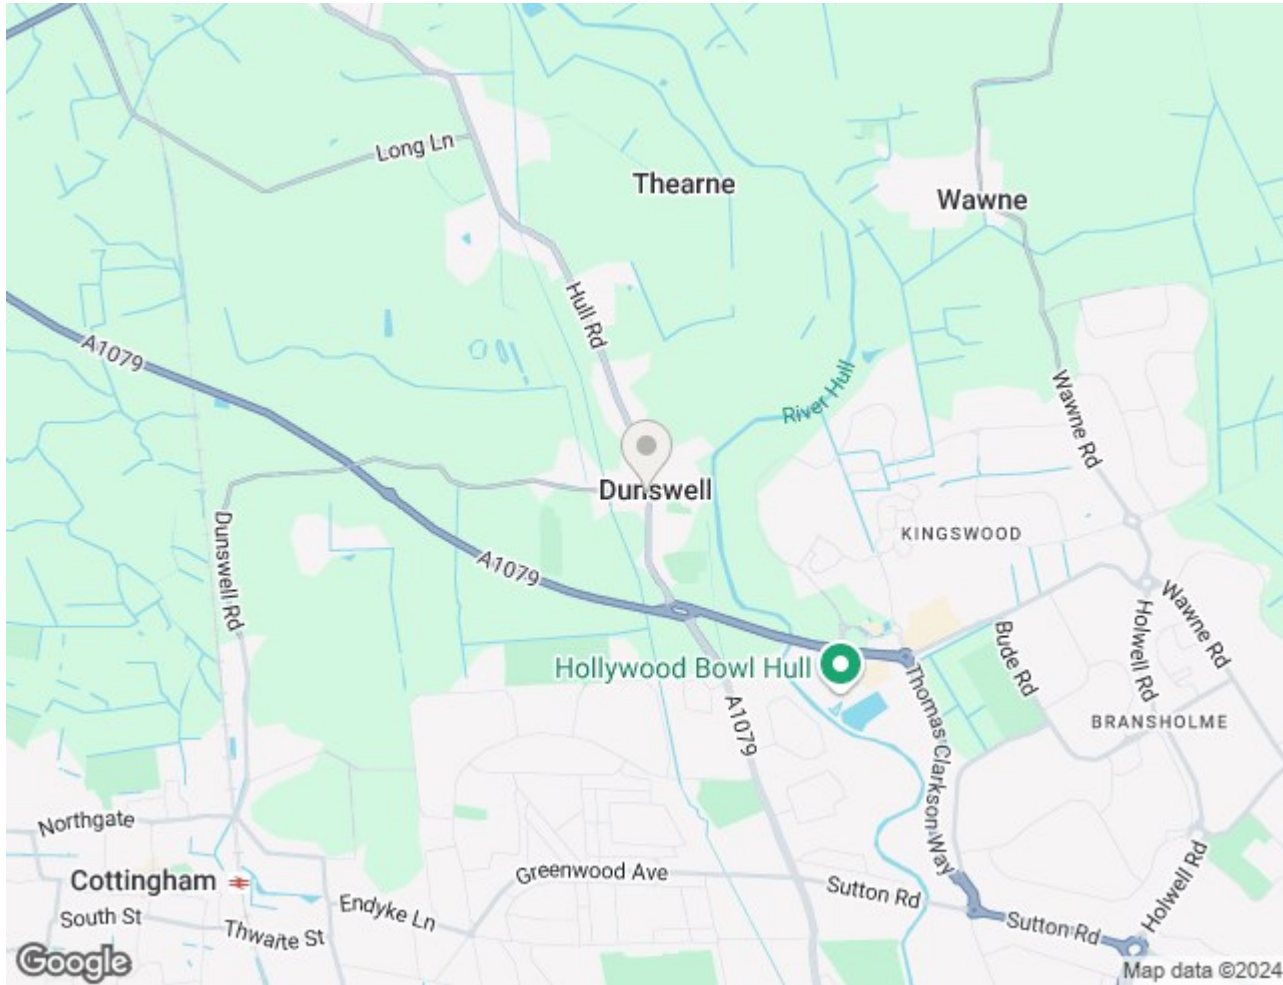 Long Ln
Thearne
Wawne
Hull Rd
A1079
River Hull
Wawne Rd
Dunswell
KINGSWOOD
Dunswell Rd
A1079
Hollywood Bowl Hull
Bude Rd
Holwell Rd
Wawne Rd
A1079
Thomas Clarkson Way
BRANSHOLME
Northgate
Cottingham
Greenwood Ave
South St
Thwaite St
Endyke Ln
Sutton Rd
Sutton Rd
Holwell Rd
Google
Map data ©2024